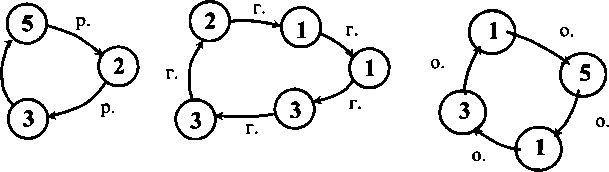 5 р. 2 р. 3
2 г. 1 г. 1 г. 3 г. 3 г.
1 о. 5 о. 1 о. 3 о.